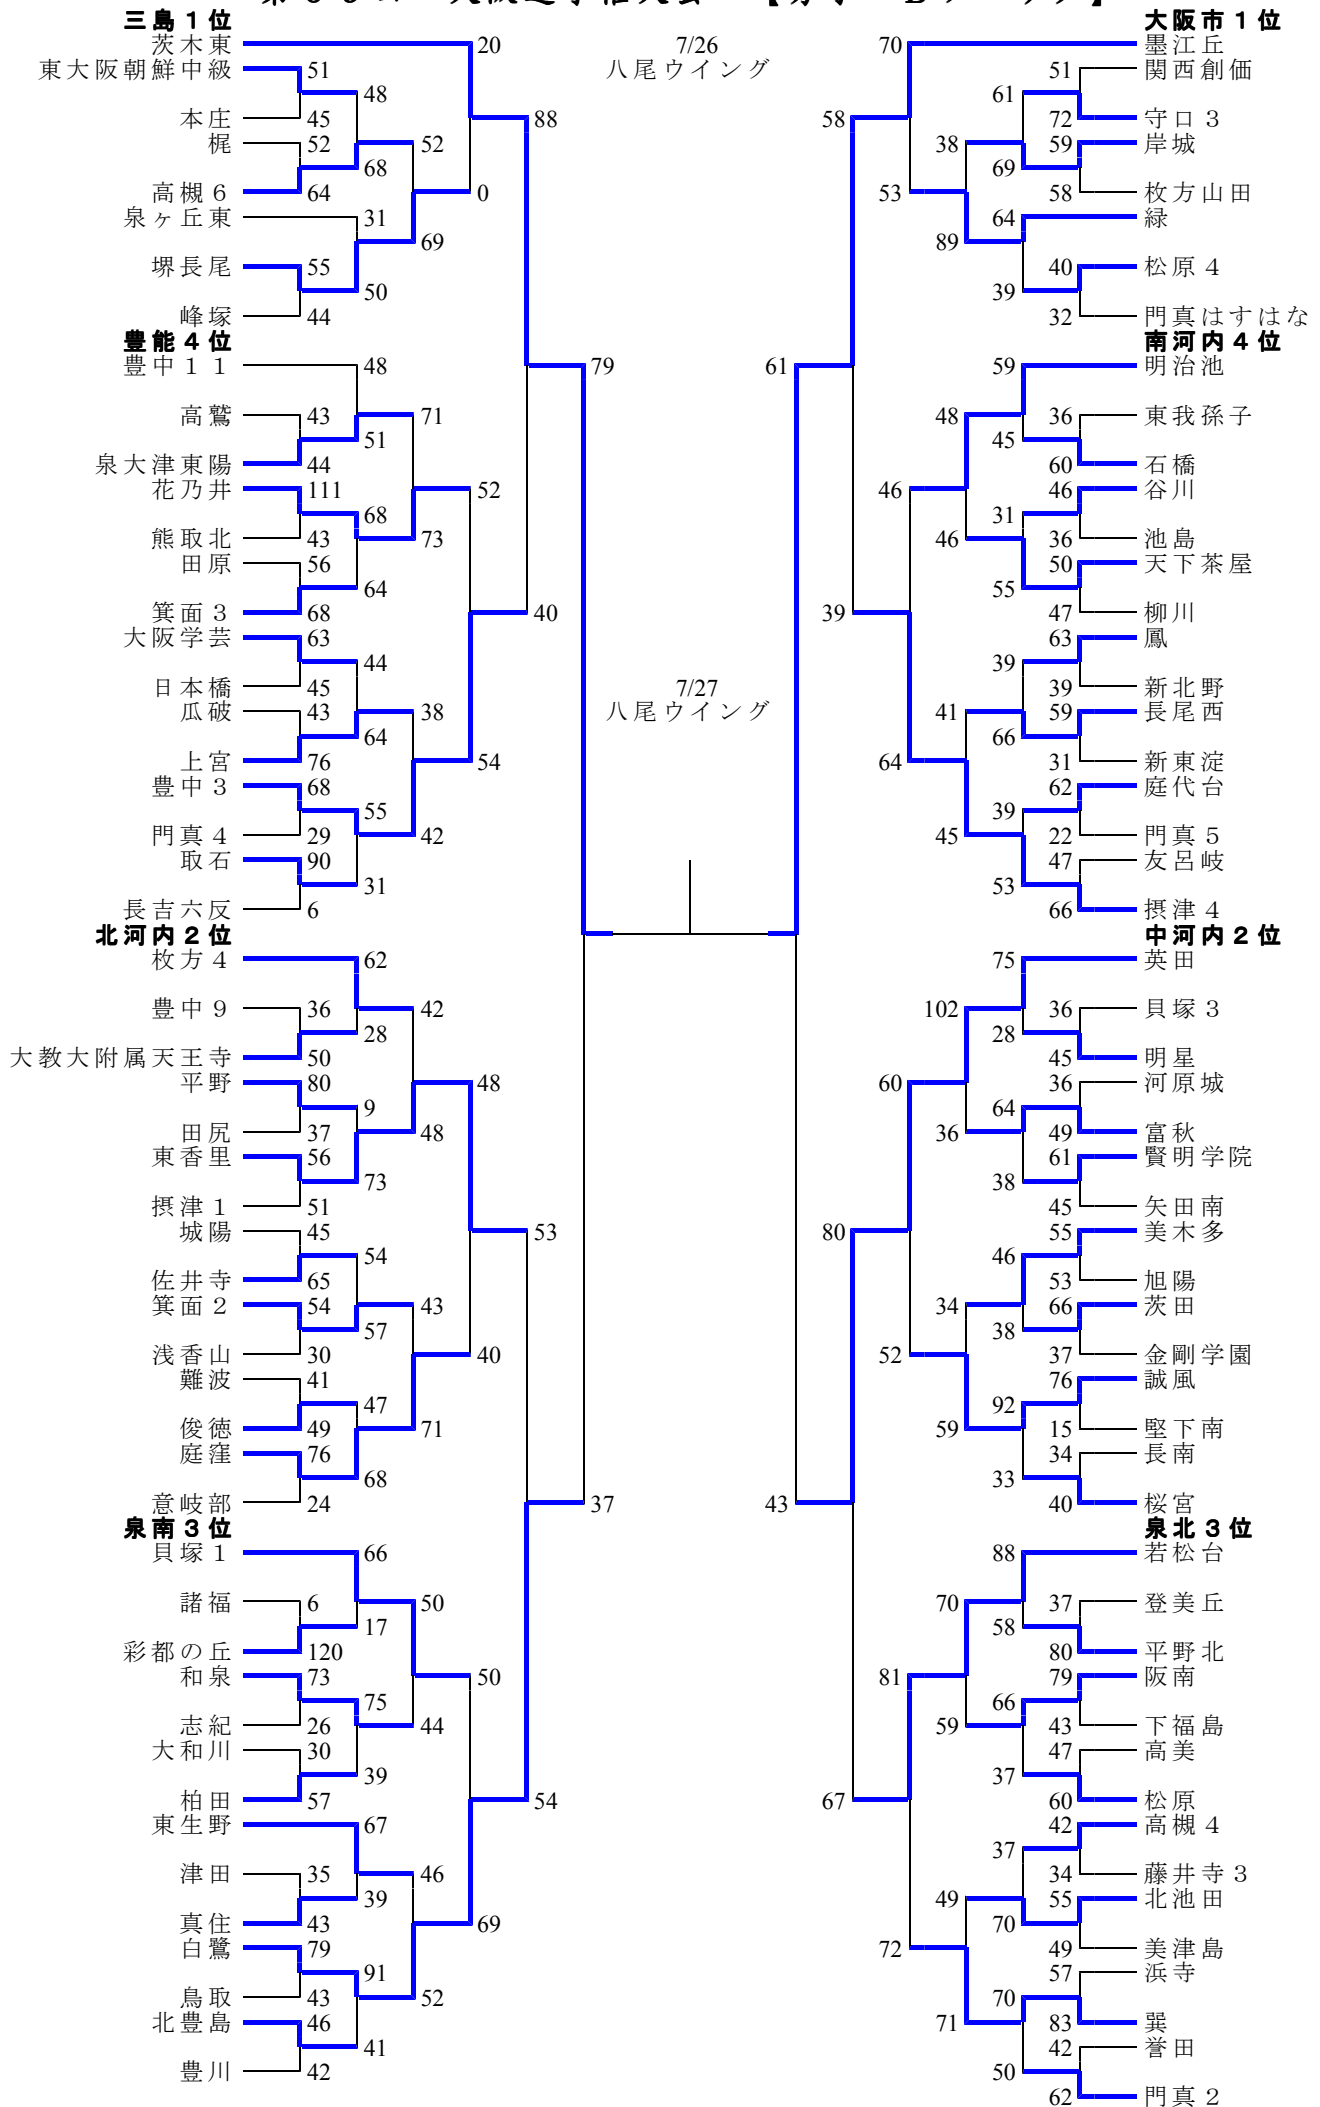 三島１位
茨木東
東大阪朝鮮中級
本庄
梶
高槻６
泉ヶ丘東
堺長尾
峰塚
豊能４位
豊中１１
高鷲
泉大津東陽
花乃井
熊取北
田原
箕面３
大阪学芸
日本橋
瓜破
上宮
豊中３
門真４
取石
長吉六反
北河内２位
枚方４
豊中９
大教大附属天王寺
平野
田尻
東香里
摂津１
城陽
佐井寺
箕面２
浅香山
難波
俊徳
庭窪
意岐部
泉南３位
貝塚１
諸福
彩都の丘
和泉
志紀
大和川
柏田
東生野
津田
真住
白鷺
鳥取
北豊島
豊川
51
45
52
64
55
44
43
44
111
43
56
68
63
45
43
76
68
29
90
6
36
50
80
37
56
51
45
65
54
30
41
49
76
24
6
120
73
26
30
57
35
43
79
43
46
42
48
68
31
50
48
51
68
64
44
64
55
31
62
28
9
73
54
57
47
68
66
17
75
39
67
39
91
41
52
69
71
73
38
42
42
48
43
71
50
44
46
52
20
0
52
54
48
40
50
69
88
40
53
54
79
37
7/26
八尾ウイング
7/27
八尾ウイング
61
43
58
39
80
67
70
53
46
64
60
52
81
72
38
89
48
46
41
45
102
36
34
59
70
59
49
71
61
69
64
39
59
45
31
55
39
66
39
53
75
28
64
38
46
38
92
33
88
58
66
37
37
70
70
50
51
72
59
58
40
32
36
60
46
36
50
47
63
39
59
31
62
22
47
66
36
45
36
49
61
45
55
53
66
37
76
15
34
40
37
80
79
43
47
60
42
34
55
49
57
83
42
62
大阪市１位
墨江丘
関西創価
守口３
岸城
枚方山田
緑
松原４
門真はすはな
南河内４位
明治池
東我孫子
石橋
谷川
池島
天下茶屋
柳川
鳳
新北野
長尾西
新東淀
庭代台
門真５
友呂岐
摂津４
中河内２位
英田
貝塚３
明星
河原城
富秋
賢明学院
矢田南
美木多
旭陽
茨田
金剛学園
誠風
堅下南
長南
桜宮
泉北３位
若松台
登美丘
平野北
阪南
下福島
高美
松原
高槻４
藤井寺３
北池田
美津島
浜寺
巽
誉田
門真２